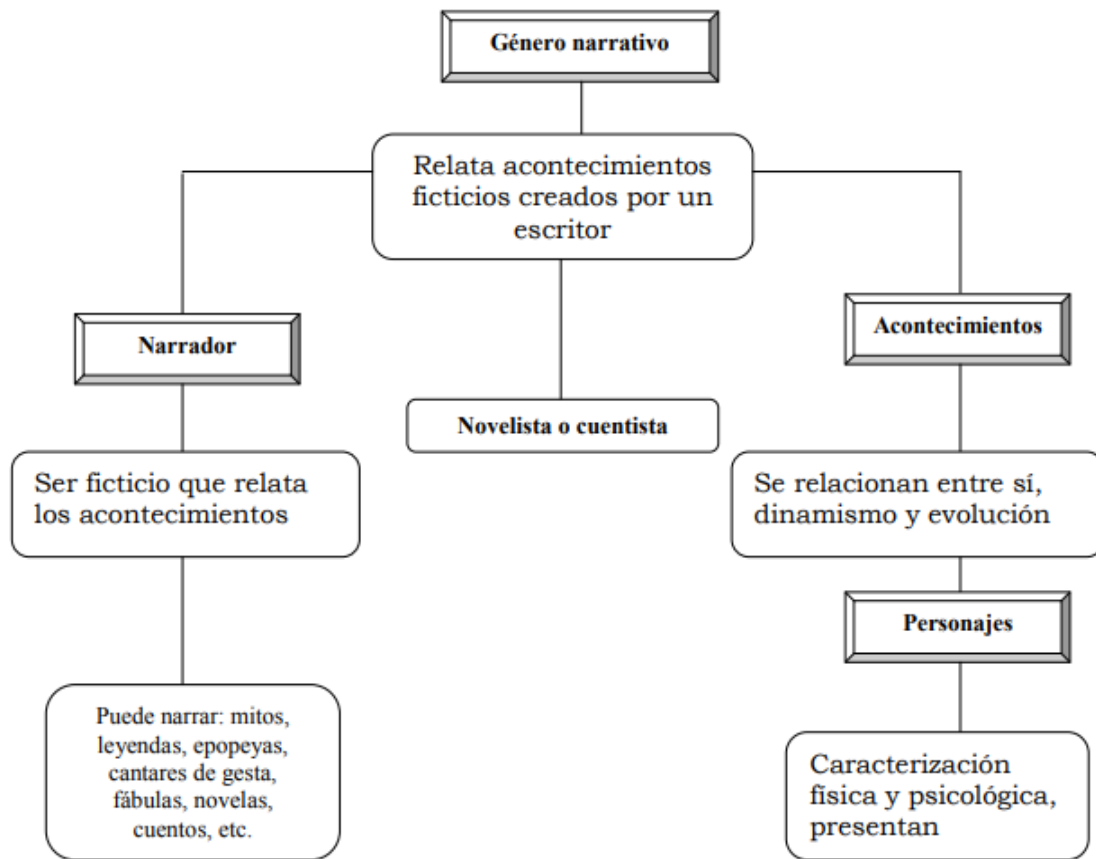 Género narrativo
Relata acontecimientos
ficticios creados por un
escritor
Narrador
Acontecimientos
Novelista o cuentista
Ser ficticio que relata
los acontecimientos
Se relacionan entre sí,
dinamismo y evolución
Personajes
Puede narrar: mitos,
leyendas, epopeyas,
cantares de gesta,
fábulas, novelas,
cuentos, etc.
Caracterización
física y psicológica,
presentan